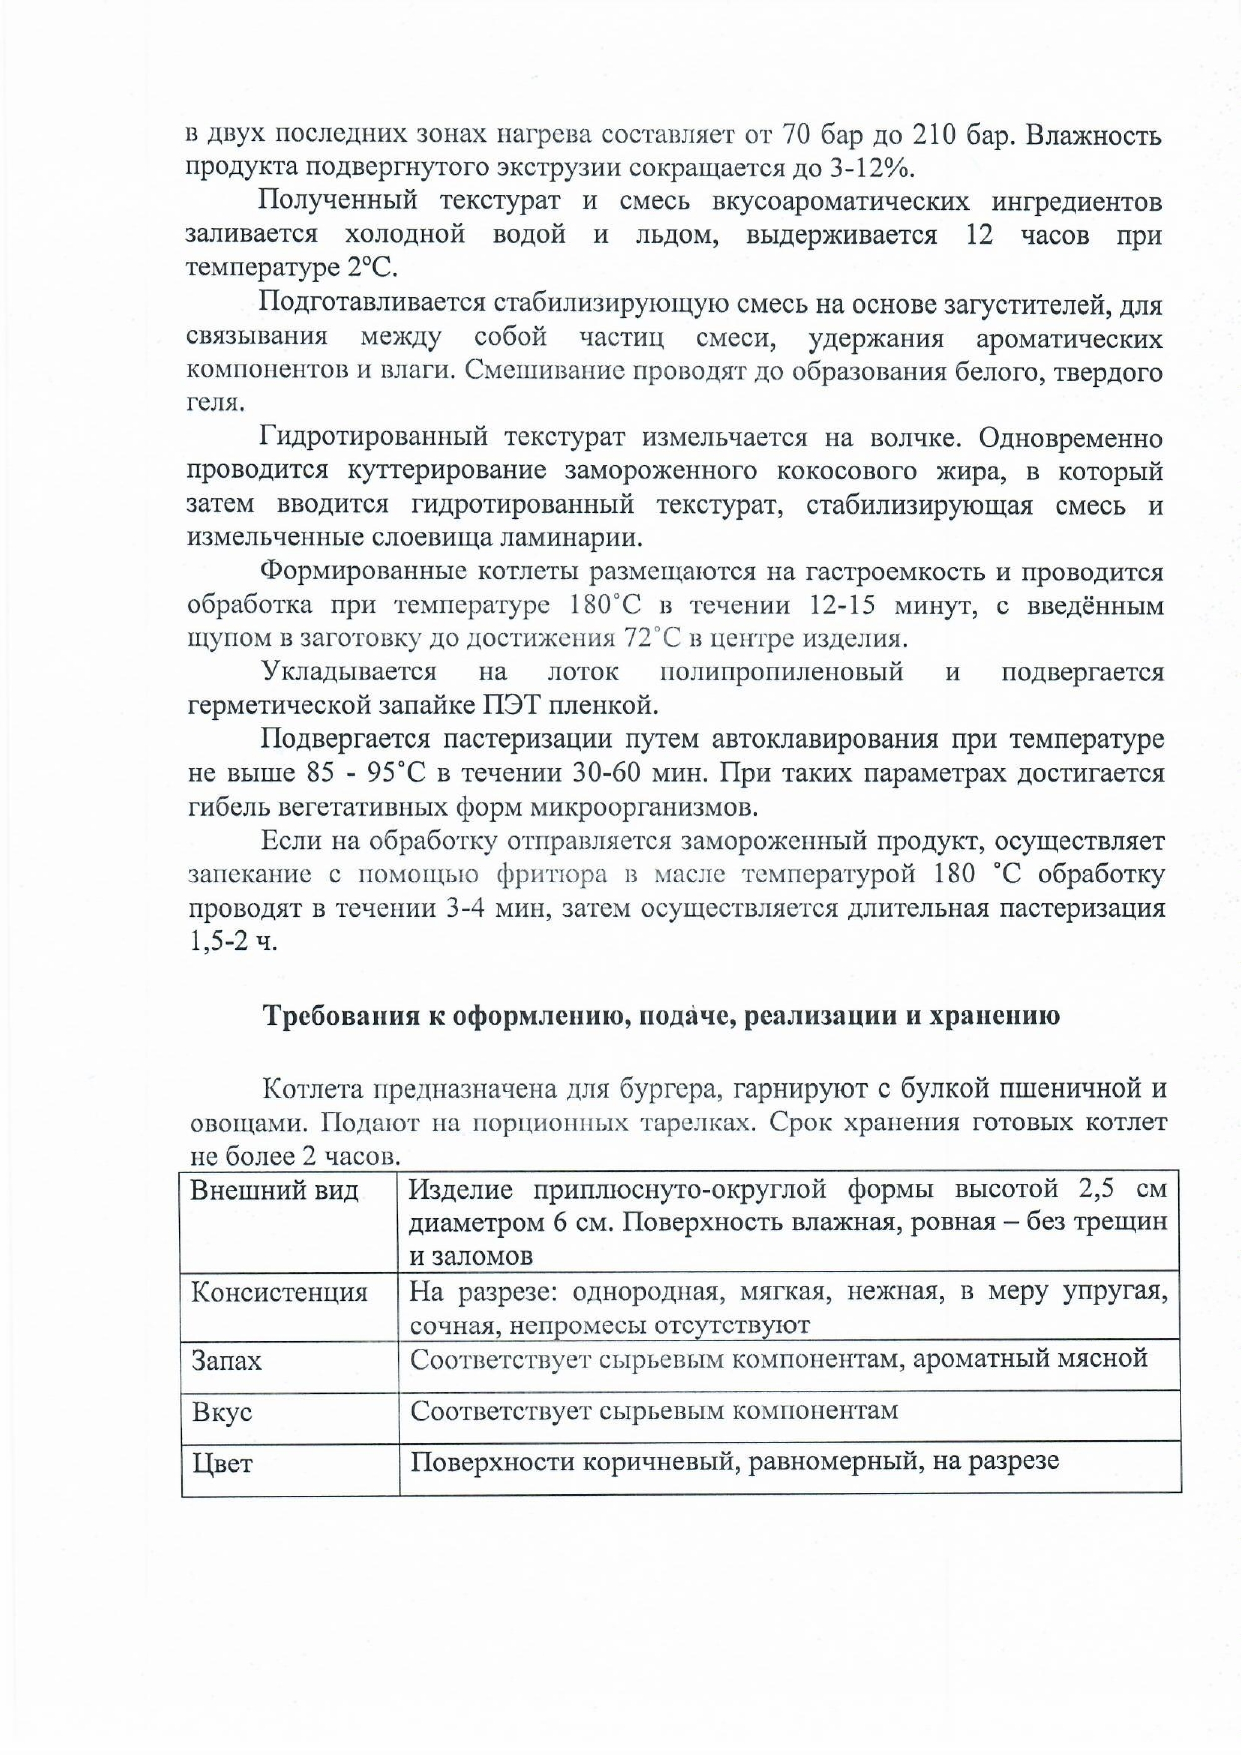 в двух последних зонах нагрева составляет от 70 бар до 210 бар. Влажность
продукта подвергнутого экструзии сокращается до 3-12%.
Полученный текстурат и смесь вкусоароматических ингредиентов
заливается холодной водой и льдом, выдерживается 12 часов при
температуре 2°С.
Подготавливается стабилизирующую смесь на основе загустителей, для
связывания между собой частиц смеси, удержания ароматических
компонентов и влаги. Смешивание проводят до образования белого, твердого
геля.
Гидротированный текстурат измельчается на волчке. Одновременно
проводится куттерирование замороженного кокосового жира, в который
затем вводится гидротированный текстурат, стабилизирующая смесь и
измельченные слоевища ламинарии.
Формированные котлеты размещаются на гастроемкость и проводится
обработка при температуре 180°С в течении 12-15 минут, с введённым
щупом в заготовку до достижения 72°С в центре изделия.
Укладывается на лоток полипропиленовый и подвергается
герметической запайке ПЭТ пленкой.
Подвергается пастеризации путем автоклавирования при температуре
не выше 85 - 95°С в течении 30-60 мин. При таких параметрах достигается
гибель вегетативных форм микроорганизмов.
Если на обработку отправляется замороженный продукт, осуществляет
запекание с помощью фритюра в масле температурой 180 °С обработку
проводят в течении 3-4 мин, затем осуществляется длительная пастеризация
1,5-2 ч.
Требования к оформлению, подаче, реализации и хранению
Котлета предназначена для бургера, гарнируют с булкой пшеничной и
овощами. Подают на порционных тарелках. Срок хранения готовых котлет
не более 2 часов.
Внешний вид Изделие приплюснуто-округлой формы высотой 2,5 см
диаметром 6 см. Поверхность влажная, ровная – без трещин
и заломов
Консистенция На разрезе: однородная, мягкая, нежная, в меру упругая,
сочная, непромесы отсутствуют
Запах Соответствует сырьевым компонентам, ароматный мясной
Вкус Соответствует сырьевым компонентам
Цвет Поверхности коричневый, равномерный, на разрезе